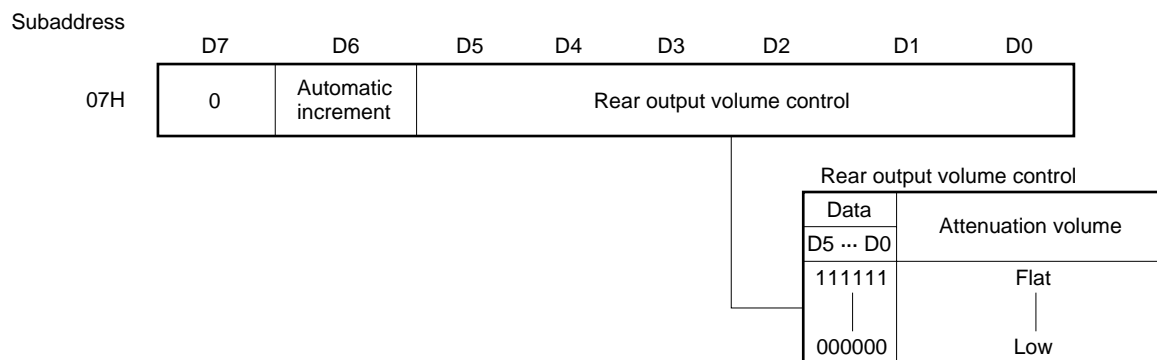 Subaddress
D7 D6 D5 D4 D3 D2 D1 D0
07H 0 Automatic increment Rear output volume control
Rear output volume control
Data Attenuation volume
D5 ··· D0
111111 Flat
000000 Low